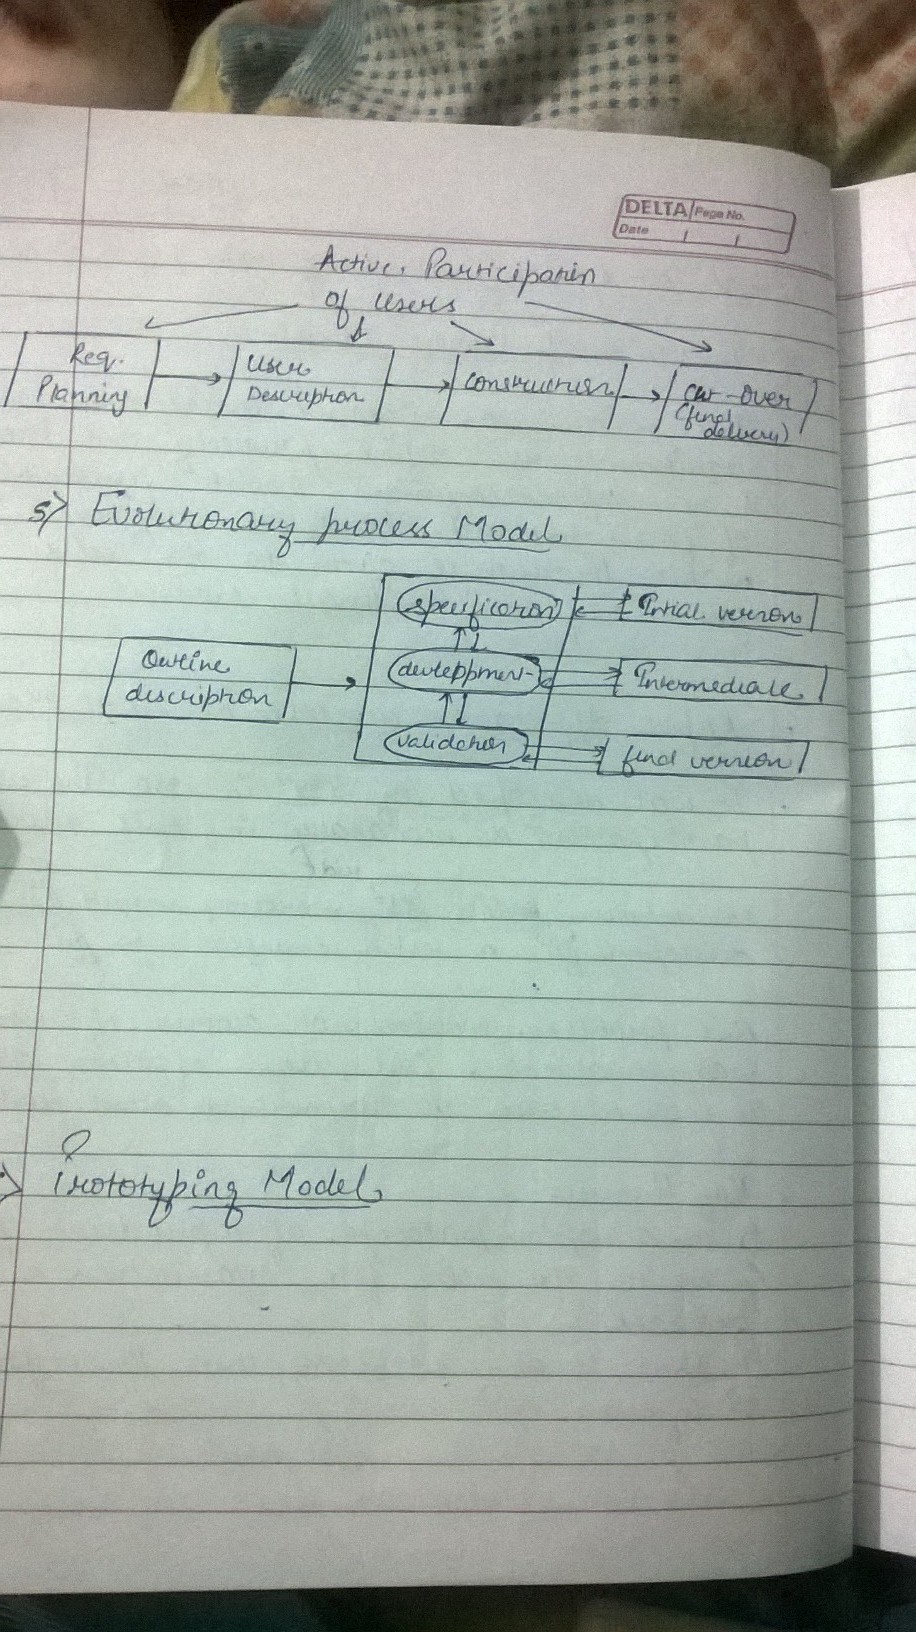 DELTA Page No.
Date / /
Active Participation
of Users
Req.
Planning
User
Description
Construction
Cut-Over
(final
delivery)
5) Evolutionary process Model
Outline
description
specification
development
validation
Initial version
Intermediate
final version
Prototyping Model